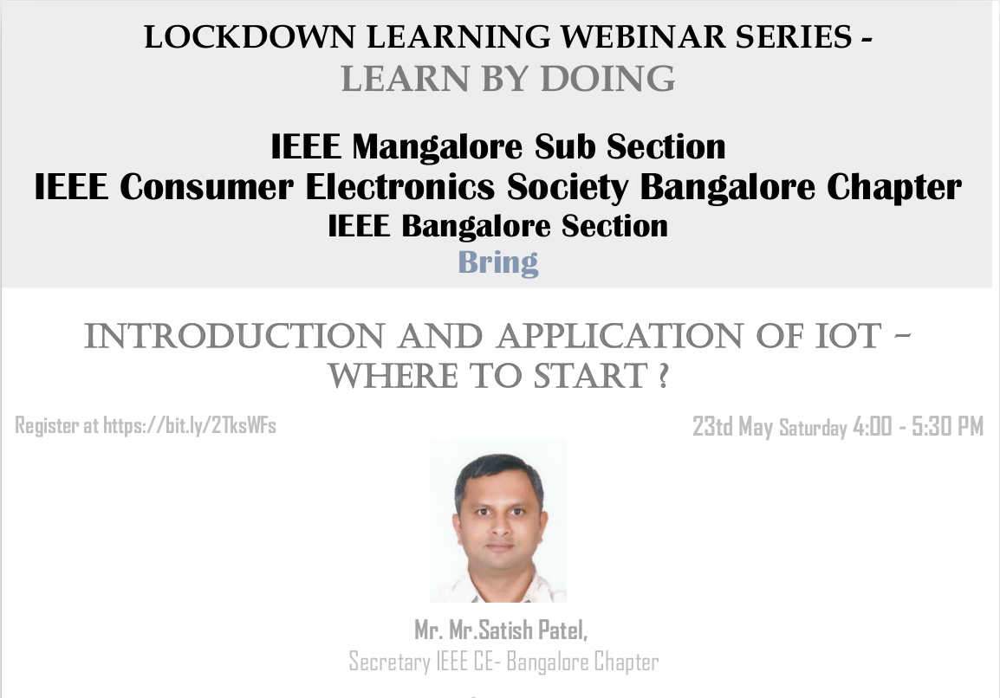 LOCKDOWN LEARNING WEBINAR SERIES -
LEARN BY DOING
IEEE Mangalore Sub Section
IEEE Consumer Electronics Society Bangalore Chapter
IEEE Bangalore Section
Bring
INTRODUCTION AND APPLICATION OF IOT –
WHERE TO START ?
Register at https://bit.ly/2TksWFs
23td May Saturday 4:00 - 5:30 PM
Mr. Mr.Satish Patel,
Secretary IEEE CE- Bangalore Chapter